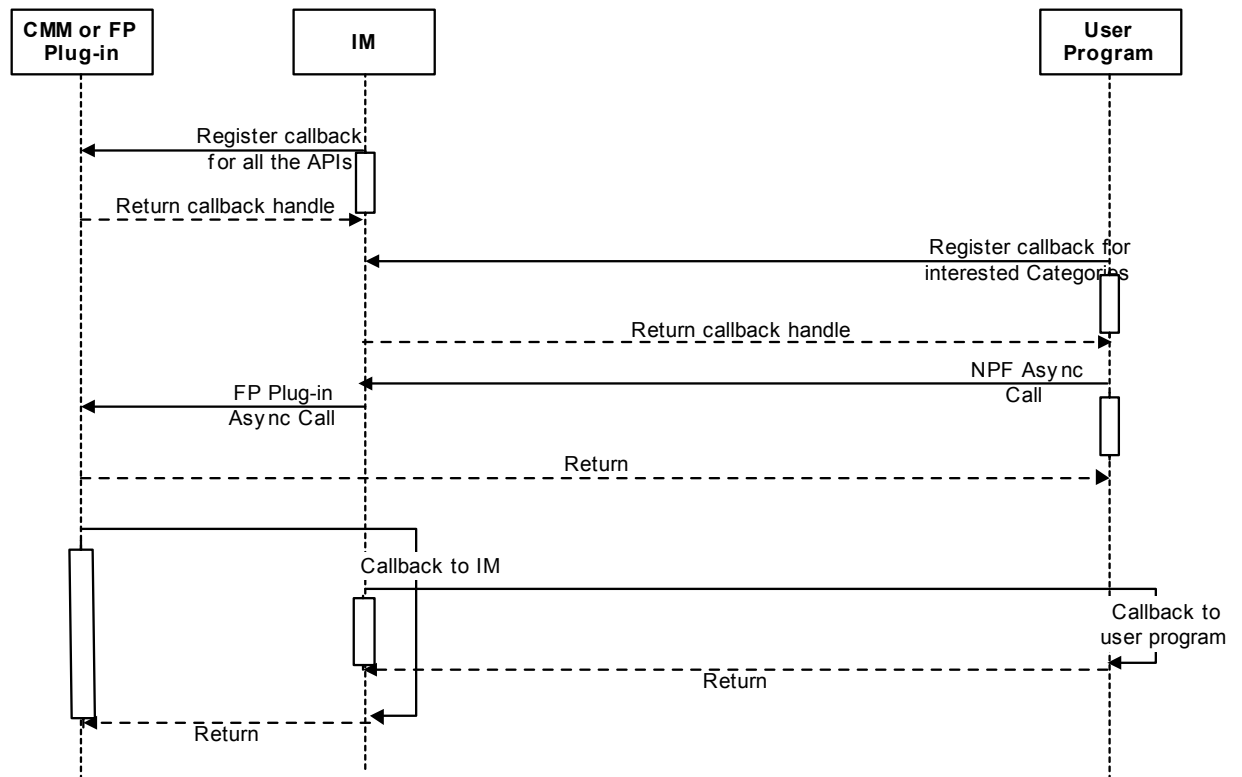 CMM or FP
Plug-in
IM
User
Program
Register callback
for all the APIs
Return callback handle
Register callback for
interested Categories
Return callback handle
NPF Async
Call
FP Plug-in
Async Call
Return
Callback to IM
Callback to
user program
Return
Return